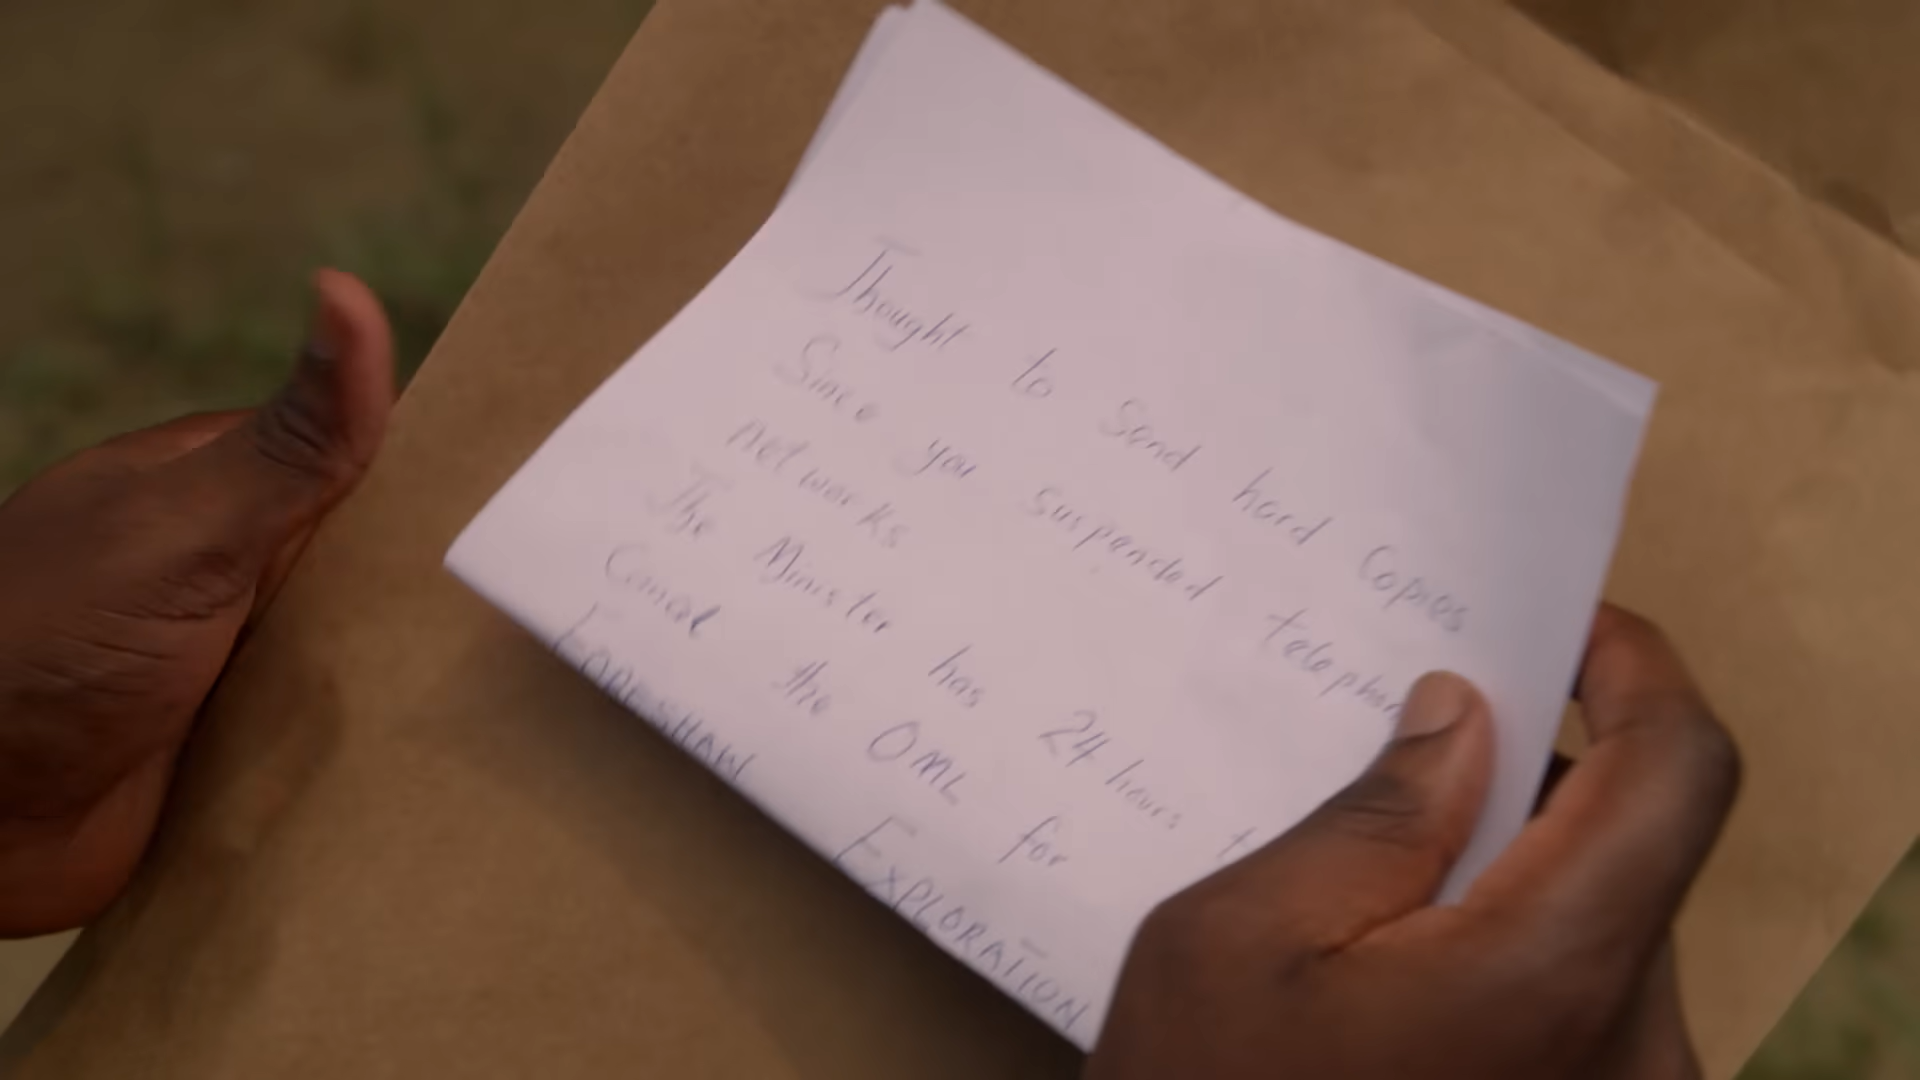 Thought to Send hard Copies
Since you suspended telephon
networks
The Minister has 24 hours t
Cancel the OML for
EXPLORATION